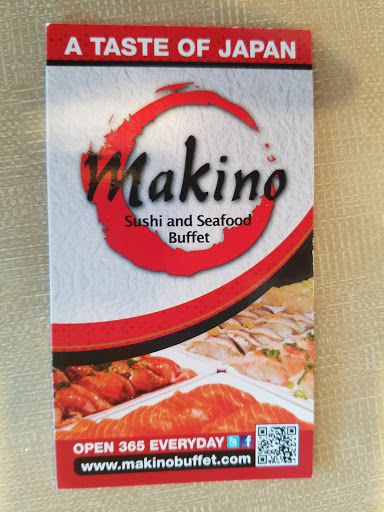 A TASTE OF JAPAN
Makino
Sushi and Seafood
Buffet
OPEN 365 EVERYDAY
www.makinobuffet.com